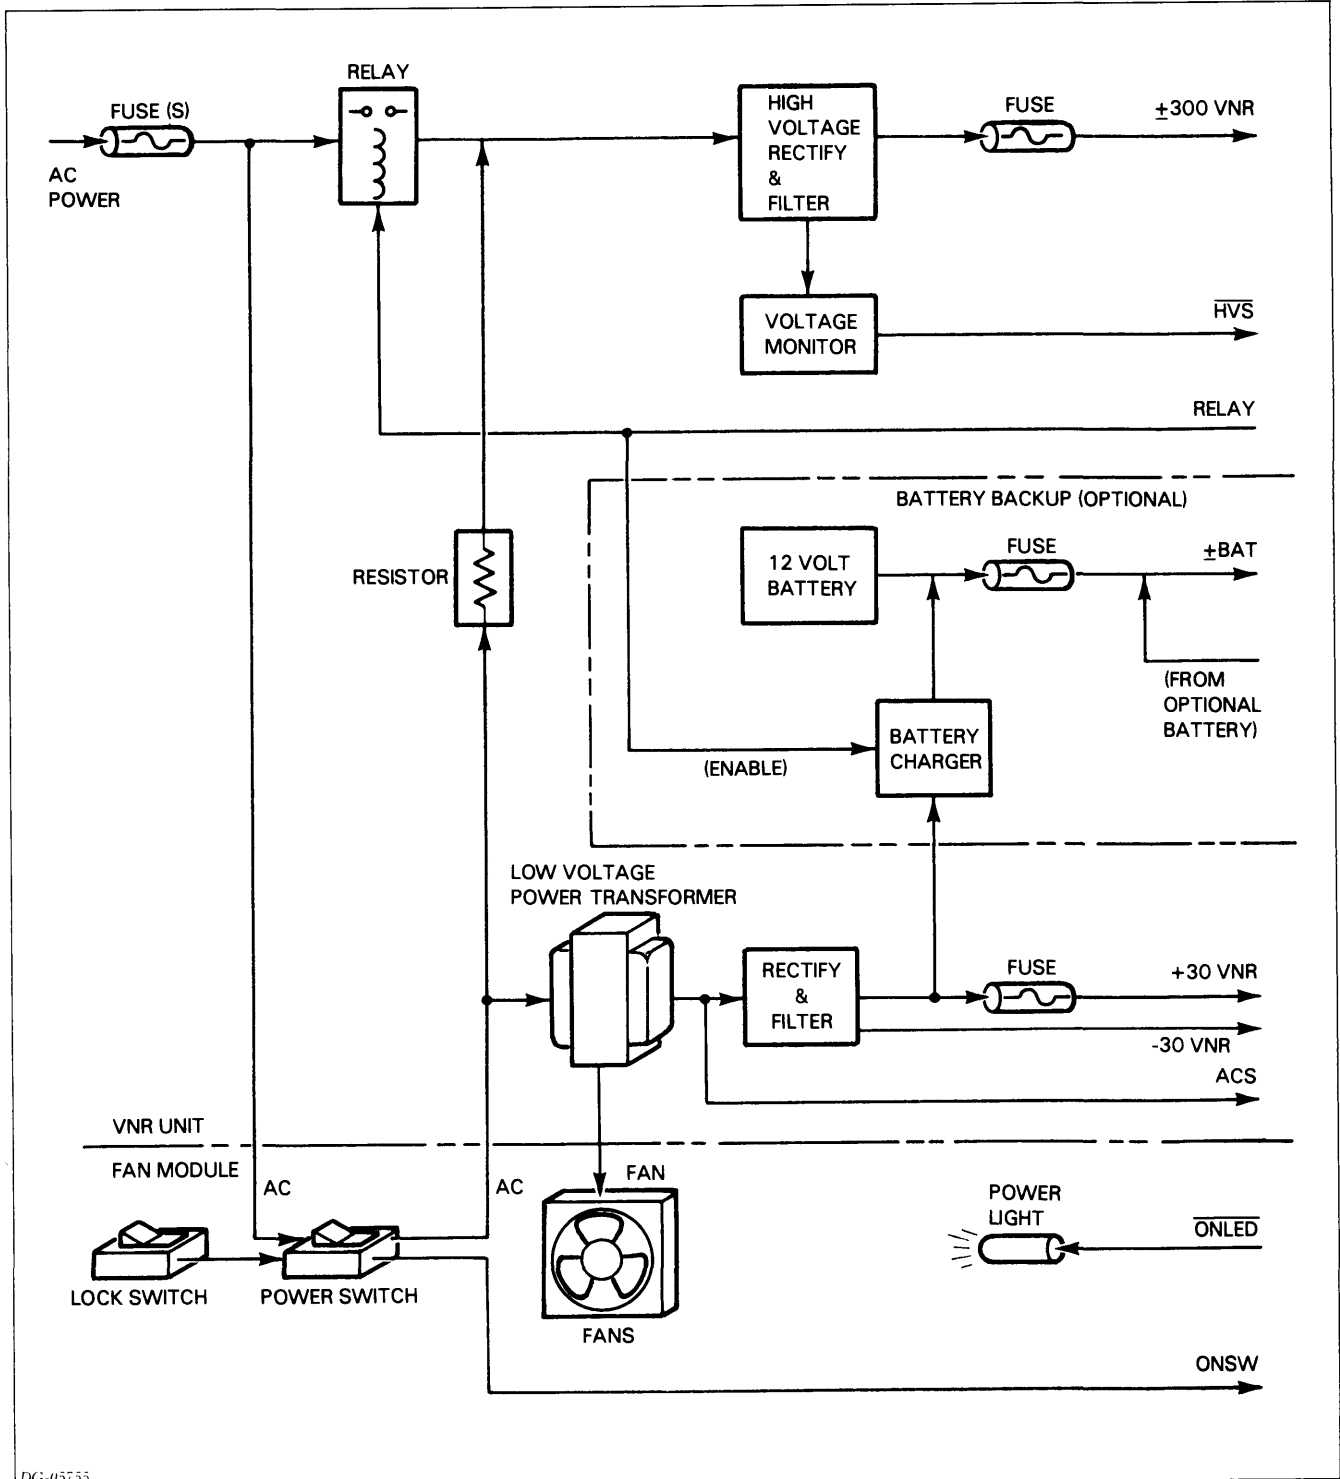 RELAY
FUSE (S)
AC
POWER
HIGH
VOLTAGE
RECTIFY
&
FILTER
FUSE
±300 VNR
VOLTAGE
MONITOR
HVS
RELAY
BATTERY BACKUP (OPTIONAL)
12 VOLT
BATTERY
FUSE
±BAT
RESISTOR
(FROM
OPTIONAL
BATTERY)
BATTERY
CHARGER
(ENABLE)
LOW VOLTAGE
POWER TRANSFORMER
RECTIFY
&
FILTER
FUSE
+30 VNR
-30 VNR
ACS
VNR UNIT
FAN MODULE
AC
AC
FAN
POWER
LIGHT
ONLED
LOCK SWITCH
POWER SWITCH
FANS
ONSW
DG-05755